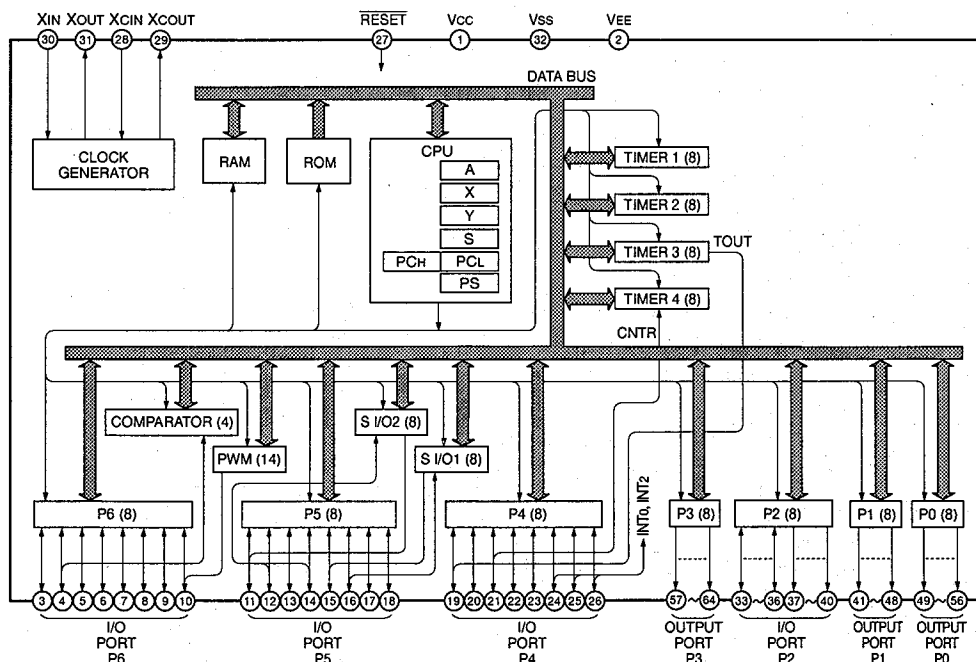 XIN XOUT XCIN XCOUT RESET VCC VSS VEE
30 31 28 29 27 1 32 2
DATA BUS
CLOCK
GENERATOR
RAM
ROM
CPU
A
X
Y
S
PCH PCL
PS
TIMER 1 (8)
TIMER 2 (8)
TIMER 3 (8)
TOUT
TIMER 4 (8)
CNTR
COMPARATOR (4)
PWM (14)
S I/O2 (8)
S I/O1 (8)
INT0, INT2
P6 (8)
P5 (8)
P4 (8)
P3 (8)
P2 (8)
P1 (8)
P0 (8)
3 4 5 6 7 8 9 10
11 12 13 14 15 16 17 18
19 20 21 22 23 24 25 26
57 ~ 64
33 ~ 36 37 ~ 40
41 ~ 48
49 ~ 56
I/O
PORT
P6
I/O
PORT
P5
I/O
PORT
P4
OUTPUT
PORT
P3
I/O
PORT
P2
OUTPUT
PORT
P1
OUTPUT
PORT
P0